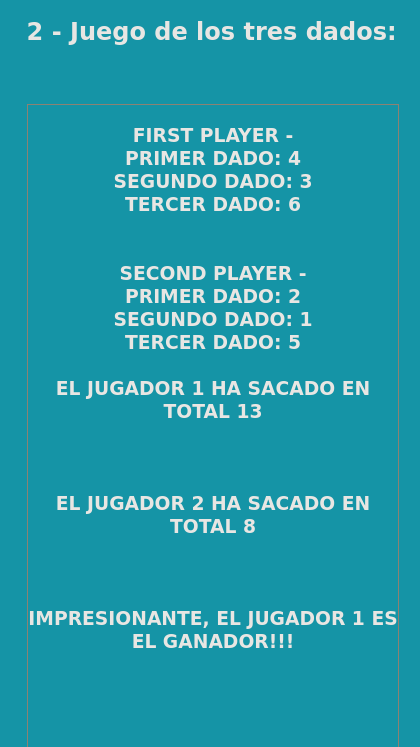 2 - Juego de los tres dados:
FIRST PLAYER -
PRIMER DADO: 4
SEGUNDO DADO: 3
TERCER DADO: 6
SECOND PLAYER -
PRIMER DADO: 2
SEGUNDO DADO: 1
TERCER DADO: 5
EL JUGADOR 1 HA SACADO EN
TOTAL 13
EL JUGADOR 2 HA SACADO EN
TOTAL 8
IMPRESIONANTE, EL JUGADOR 1 ES
EL GANADOR!!!